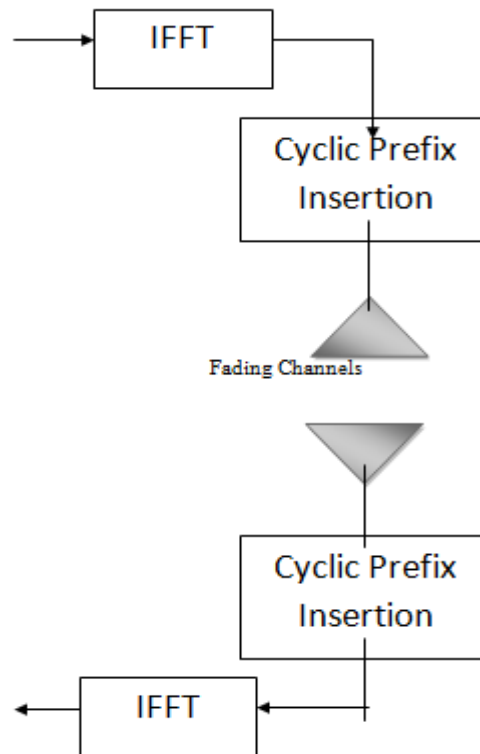 IFFT
Cyclic Prefix
Insertion
Fading Channels
Cyclic Prefix
Insertion
IFFT